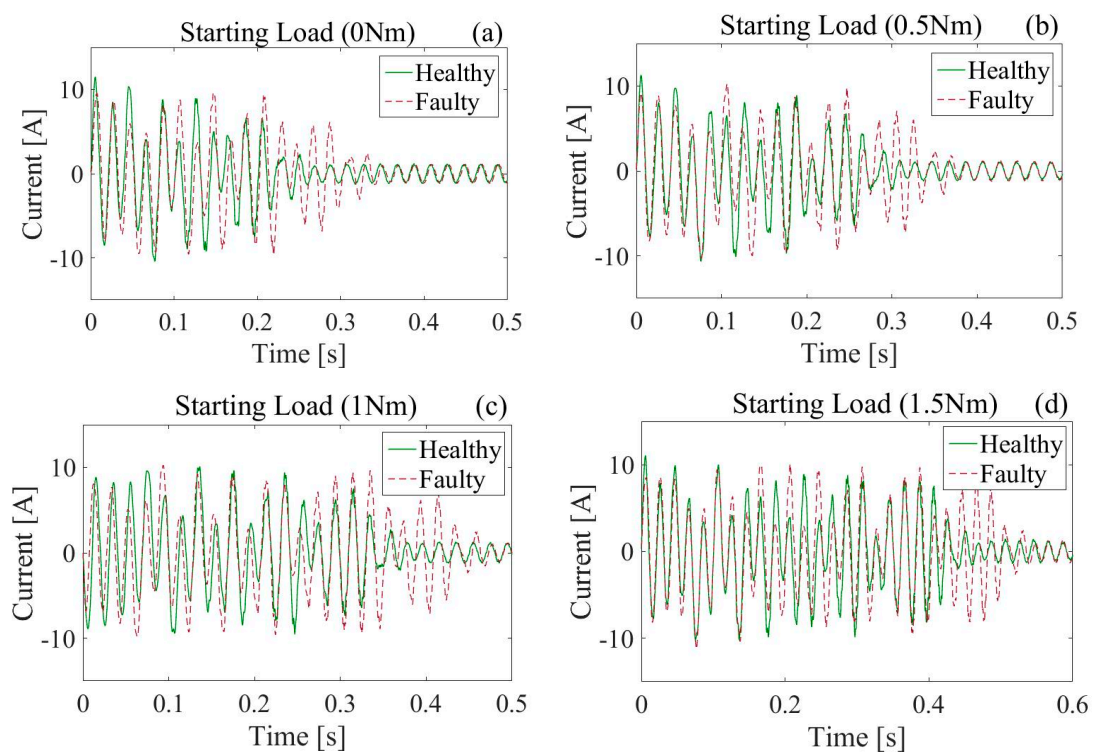 Starting Load (0Nm) (a)
10
0
-10
Current [A]
Healthy
Faulty
0 0.1 0.2 0.3 0.4 0.5
Time [s]
Starting Load (0.5Nm) (b)
10
0
-10
Current [A]
Healthy
Faulty
0 0.1 0.2 0.3 0.4 0.5
Time [s]
Starting Load (1Nm) (c)
10
0
-10
Current [A]
Healthy
Faulty
0 0.1 0.2 0.3 0.4 0.5
Time [s]
Starting Load (1.5Nm) (d)
10
0
-10
Current [A]
Healthy
Faulty
0 0.2 0.4 0.6
Time [s]